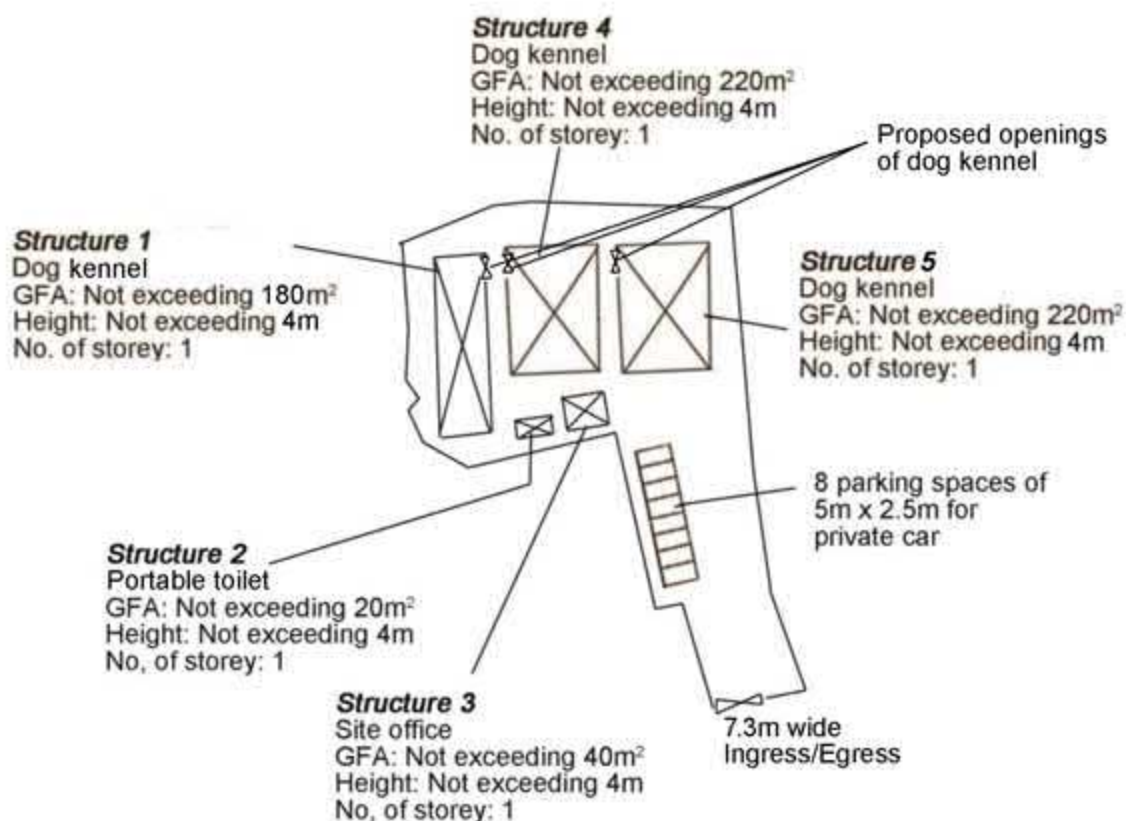 Structure 4
Dog kennel
GFA: Not exceeding 220m²
Height: Not exceeding 4m
No. of storey: 1
Proposed openings
of dog kennel
Structure 1
Dog kennel
GFA: Not exceeding 180m²
Height: Not exceeding 4m
No. of storey: 1
Structure 5
Dog kennel
GFA: Not exceeding 220m²
Height: Not exceeding 4m
No. of storey: 1
8 parking spaces of
5m x 2.5m for
private car
Structure 2
Portable toilet
GFA: Not exceeding 20m²
Height: Not exceeding 4m
No, of storey: 1
Structure 3
Site office
GFA: Not exceeding 40m²
Height: Not exceeding 4m
No, of storey: 1
7.3m wide
Ingress/Egress